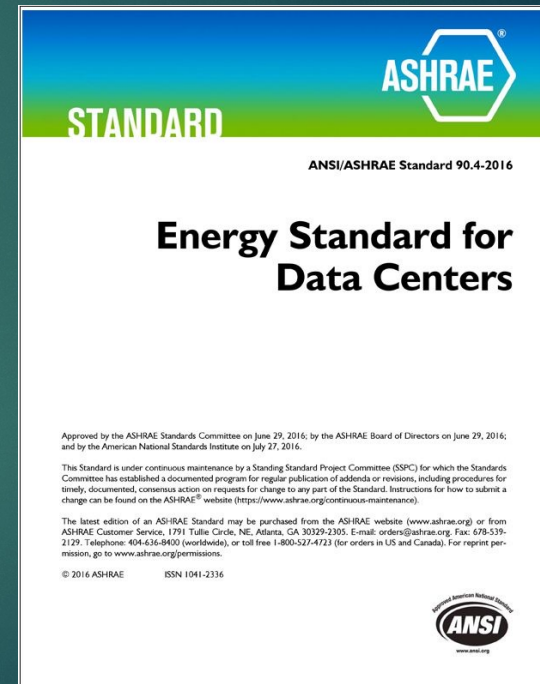 ASHRAE®
STANDARD
ANSI/ASHRAE Standard 90.4-2016
Energy Standard for
Data Centers
Approved by the ASHRAE Standards Committee on June 29, 2016; by the ASHRAE Board of Directors on June 29, 2016;
and by the American National Standards Institute on July 27, 2016.
This Standard is under continuous maintenance by a Standing Standard Project Committee (SSPC) for which the Standards
Committee has established a documented program for regular publication of addenda or revisions, including procedures for
timely, documented, consensus action on requests for change to any part of the Standard. Instructions for how to submit a
change can be found on the ASHRAE® website (https://www.ashrae.org/continuous-maintenance).
The latest edition of an ASHRAE Standard may be purchased from the ASHRAE website (www.ashrae.org) or from
ASHRAE Customer Service, 1791 Tullie Circle, NE, Atlanta, GA 30329-2305. E-mail: orders@ashrae.org. Fax: 678-539-
2129. Telephone: 404-636-8400 (worldwide), or toll free 1-800-527-4723 (for orders in US and Canada). For reprint per-
mission, go to www.ashrae.org/permissions.
© 2016 ASHRAE ISSN 1041-2336
Approved American National Standard
ANSI
www.ansi.org